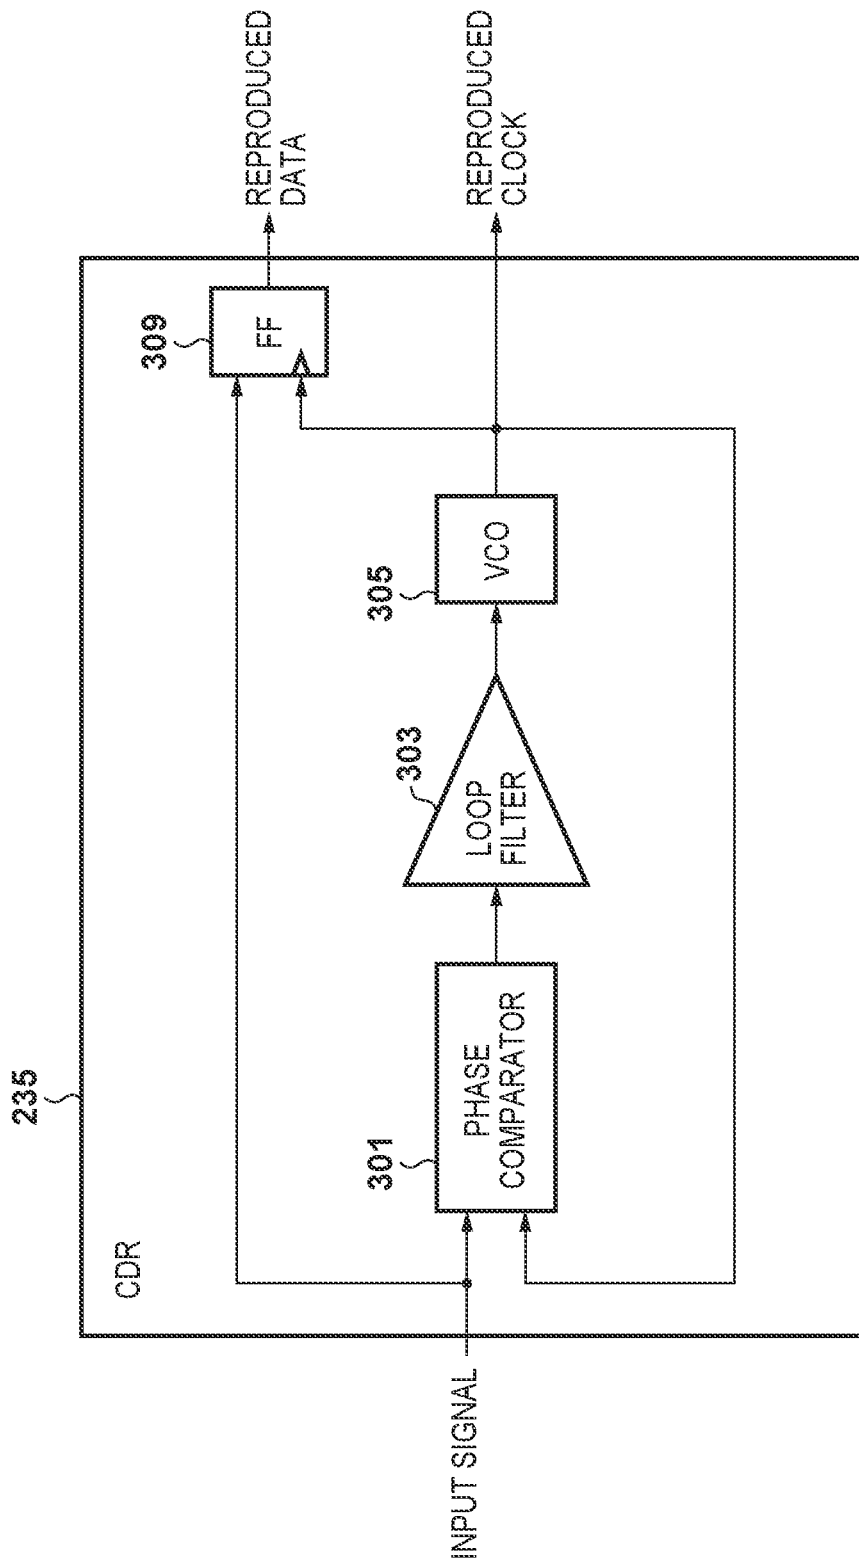 235
CDR
INPUT SIGNAL
301
PHASE
COMPARATOR
303
LOOP
FILTER
305
VCO
309
FF
REPRODUCED
DATA
REPRODUCED
CLOCK